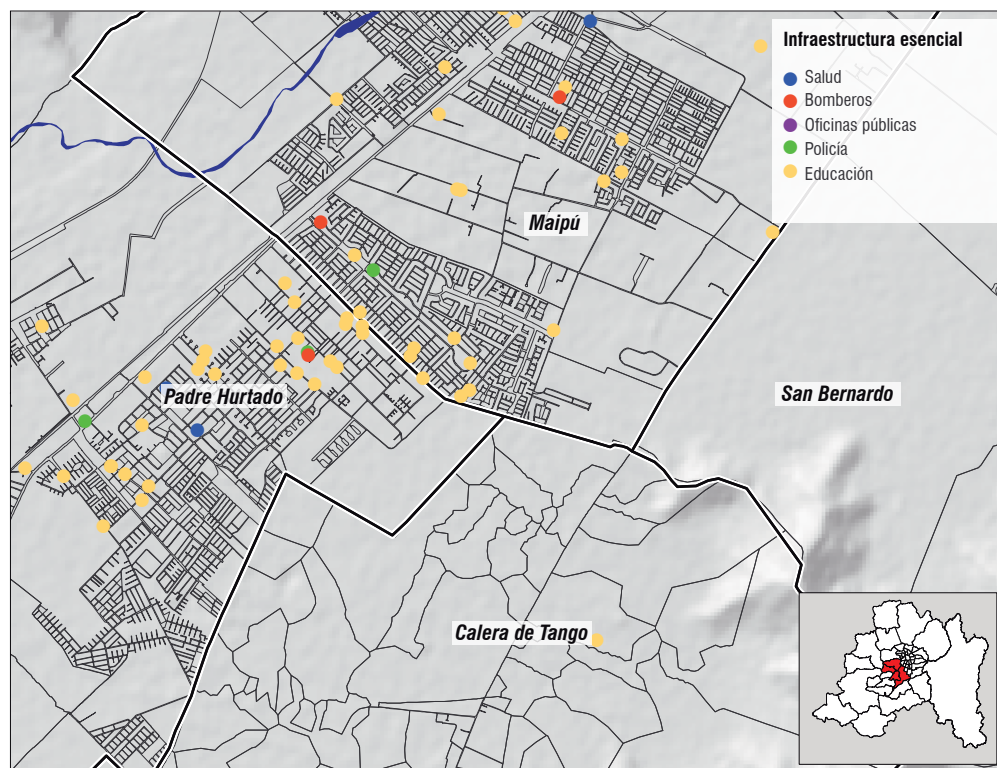 Infraestructura esencial
Salud
Bomberos
Oficinas públicas
Policía
Educación
Maipú
San Bernardo
Padre Hurtado
Calera de Tango